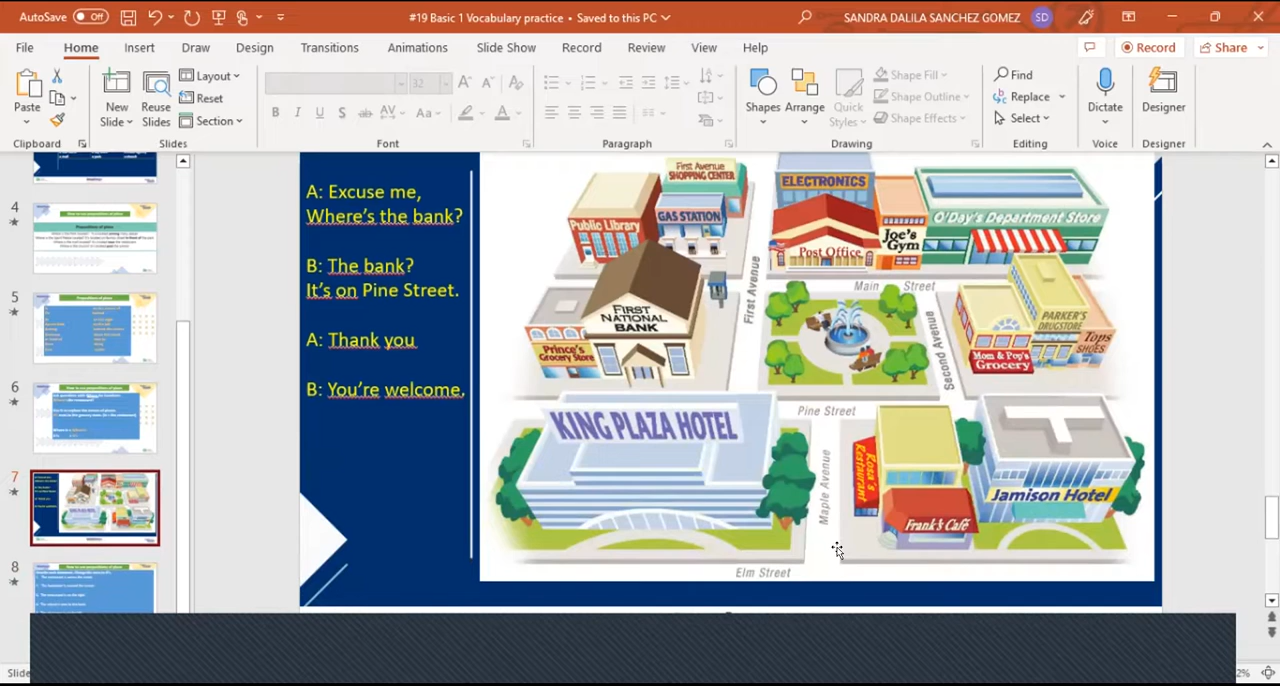 AutoSave Off #19 Basic 1 Vocabulary practice • Saved to this PC SANDRA DALILA SANCHEZ GOMEZ SD
File Home Insert Draw Design Transitions Animations Slide Show Record Review View Help Record Share
Paste
New Slide
Reuse Slides
Layout
Reset
Section
32
B I U S ab AV Aa A
Shapes
Arrange
Quick Styles
Shape Fill
Shape Outline
Shape Effects
Find
Replace
Select
Dictate
Designer
Clipboard Slides Font Paragraph Drawing Editing Voice Designer
4
5
6
7
8
A: Excuse me,
Where's the bank?
B: The bank?
It's on Pine Street.
A: Thank you
B: You're welcome.
First Avenue
SHOPPING CENTER
Public Library
GAS STATION
ELECTRONICS
Post Office
Joe's
Gym
O'Day's Department Store
Main Street
First Avenue
Second Avenue
FIRST
NATIONAL
BANK
Prince's
Grocery Store
PARKER'S
DRUGSTORE
Tops
SHOES
Mom & Pop's
Grocery
Pine Street
KING PLAZA HOTEL
Maple Avenue
Rosa's
Restaurant
Frank's Café
Jamison Hotel
Elm Street
Slide
2%